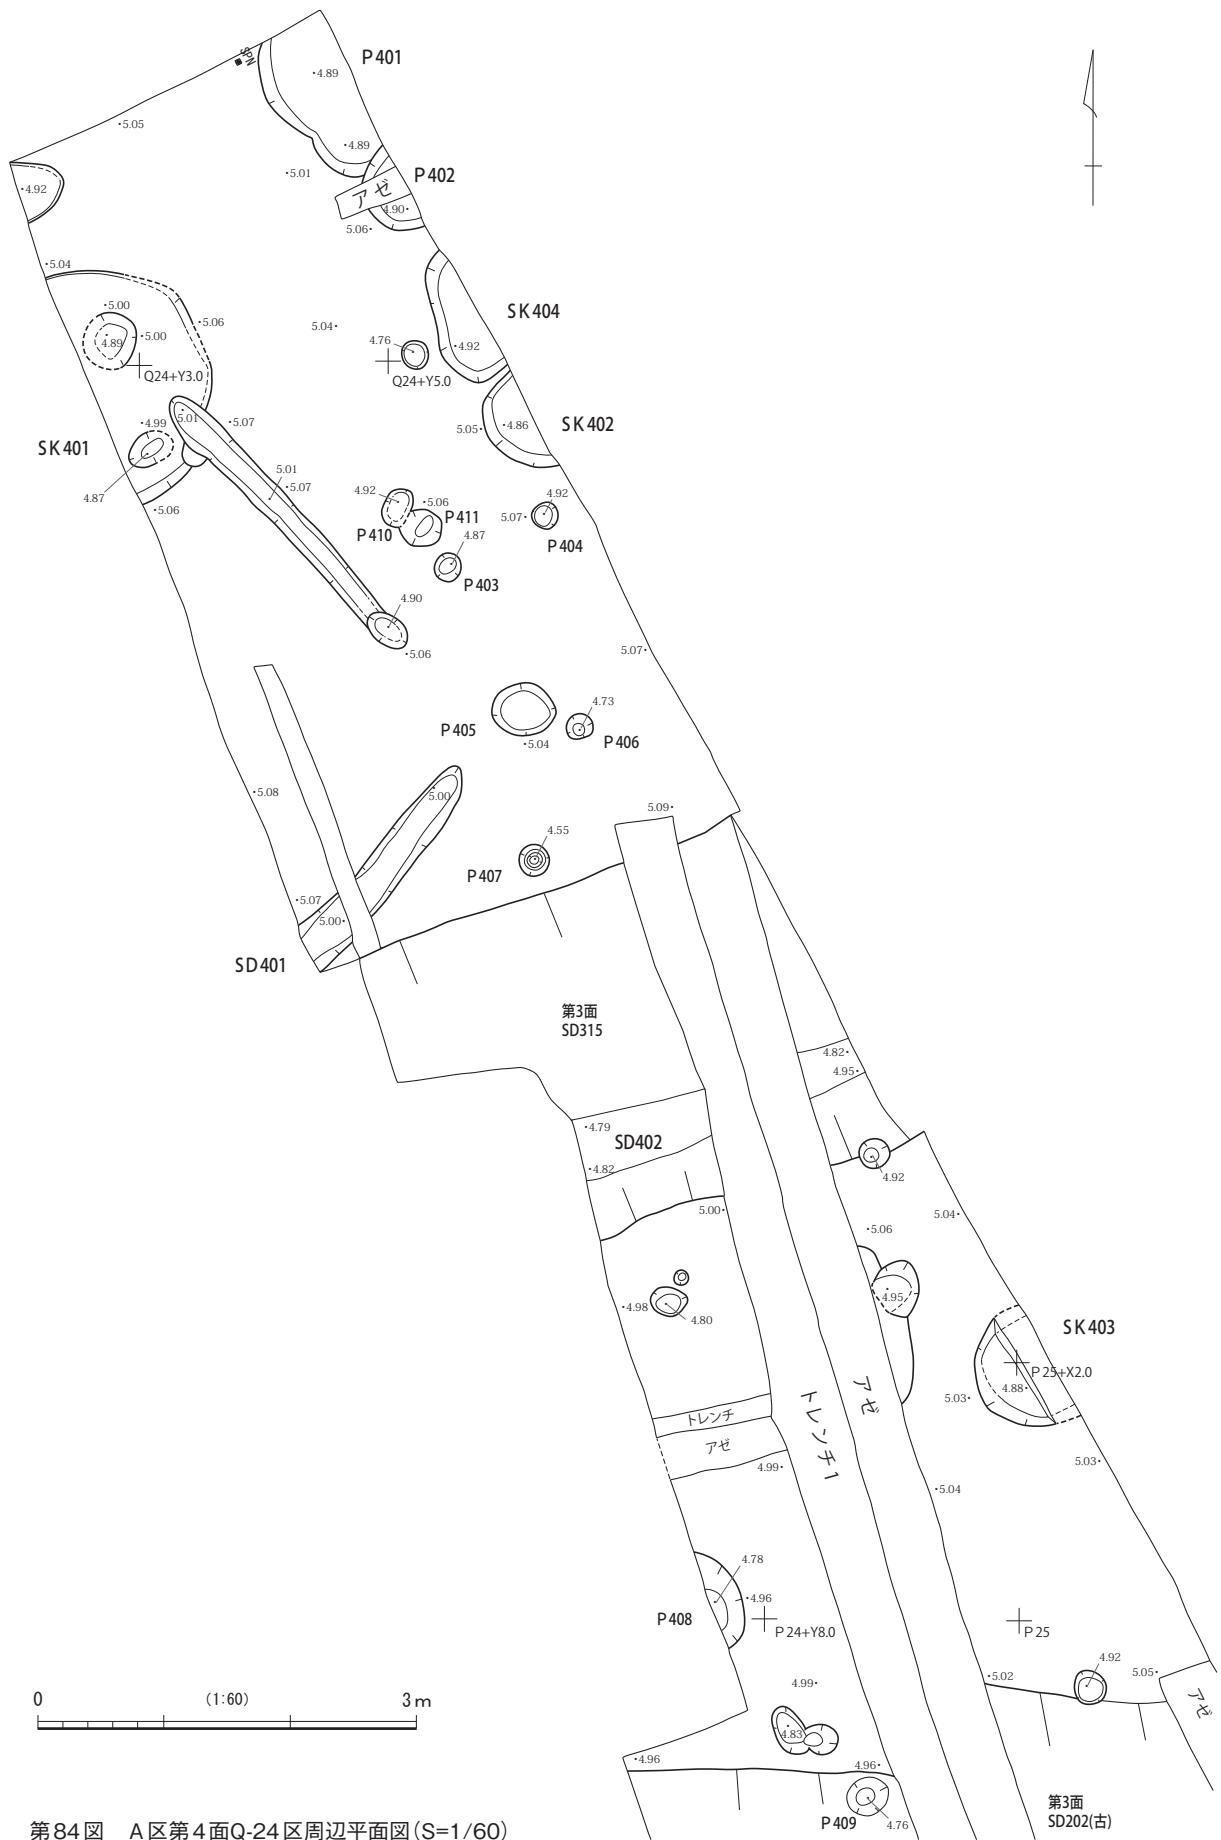 SPN
P401
・4.89
・5.05
・4.89
・5.01
P402
・4.92
アゼ
4.90・
5.06・
・5.04
SK404
・5.00
・5.06
5.04・
・5.00
4.89
4.76
・4.92
Q24+Y3.0
Q24+Y5.0
SK402
・4.99
5.01
・5.07
5.05・
・4.86
SK401
4.87
5.01
・5.07
4.92
・5.06
4.92
・5.06
P411
5.07・
P410
4.87
P404
P403
4.90
・5.06
5.07・
4.73
P405
P406
・5.04
・5.08
5.00
5.09・
4.55
P407
・5.07
5.00・
SD401
第3面
SD315
4.82・
4.95・
・4.79
SD402
・4.82
4.92
5.00・
5.04・
・5.06
4.95
・4.98
4.80
SK403
P25+X2.0
4.88・
5.03・
アゼ
トレンチ1
トレンチ
アゼ
4.99・
5.03・
・5.04
4.78
・4.96
P408
P24+Y8.0
P25
4.92
・5.02
5.05・
4.99・
アゼ
0 (1:60) 3m
4.83
・4.96
4.96・
P409
4.76
第3面
SD202(古)
第84図 A区第4面Q-24区周辺平面図(S=1/60)